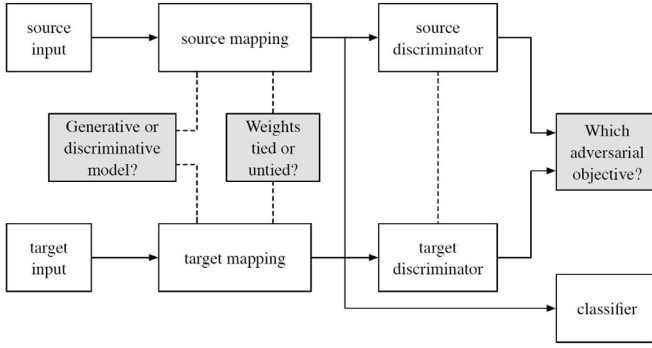 source
input
source mapping
source
discriminator
Generative or
discriminative
model?
Weights
tied or
untied?
Which
adversarial
objective?
target
input
target mapping
target
discriminator
classifier